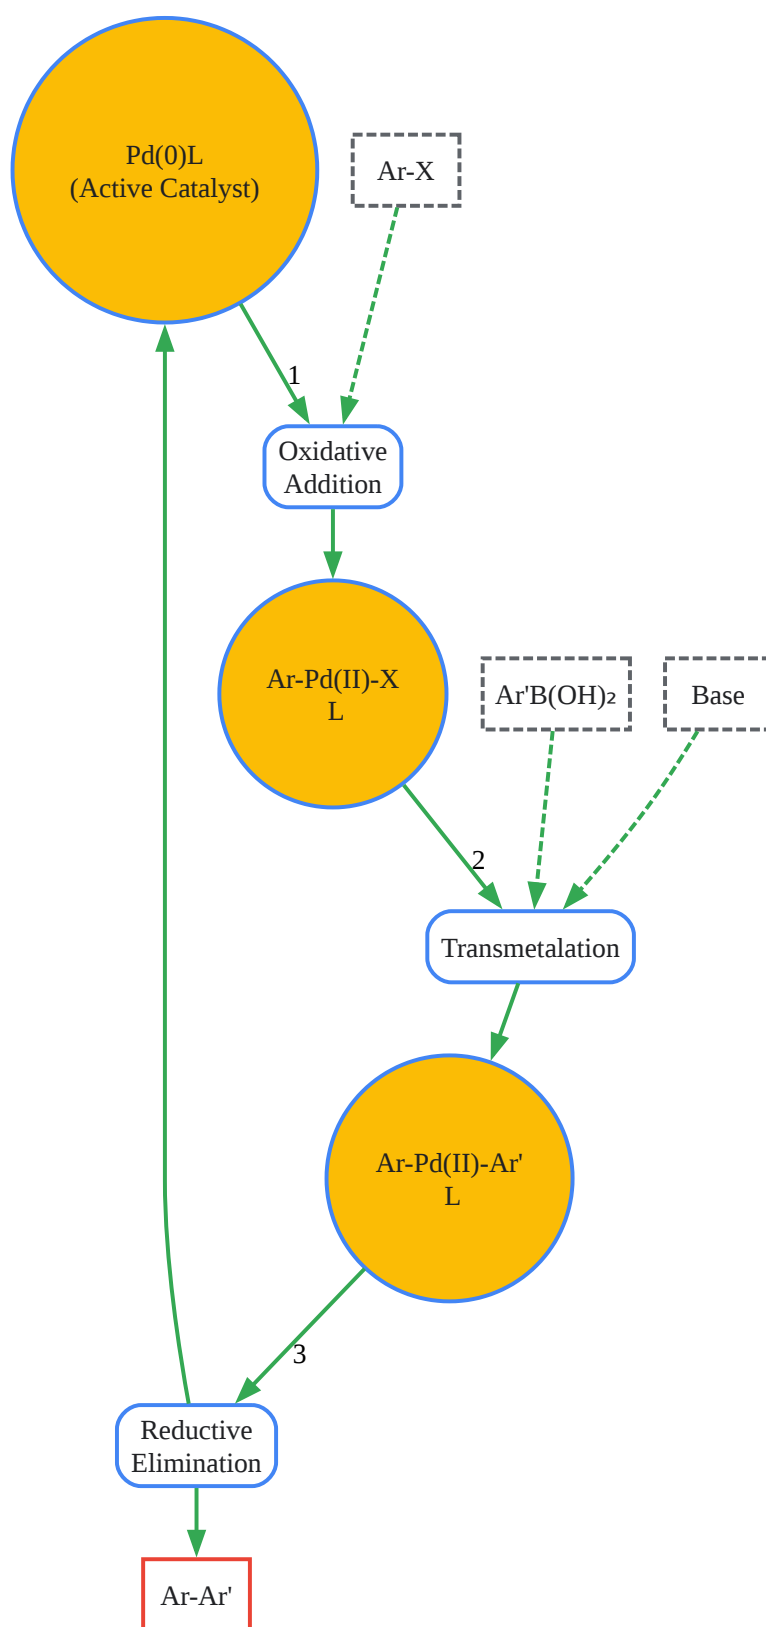 Pd(0)L
(Active Catalyst)
Ar-X
1
Oxidative
Addition
Ar-Pd(II)-X
L
Ar'B(OH)₂
Base
2
Transmetalation
Ar-Pd(II)-Ar'
L
3
Reductive
Elimination
Ar-Ar'